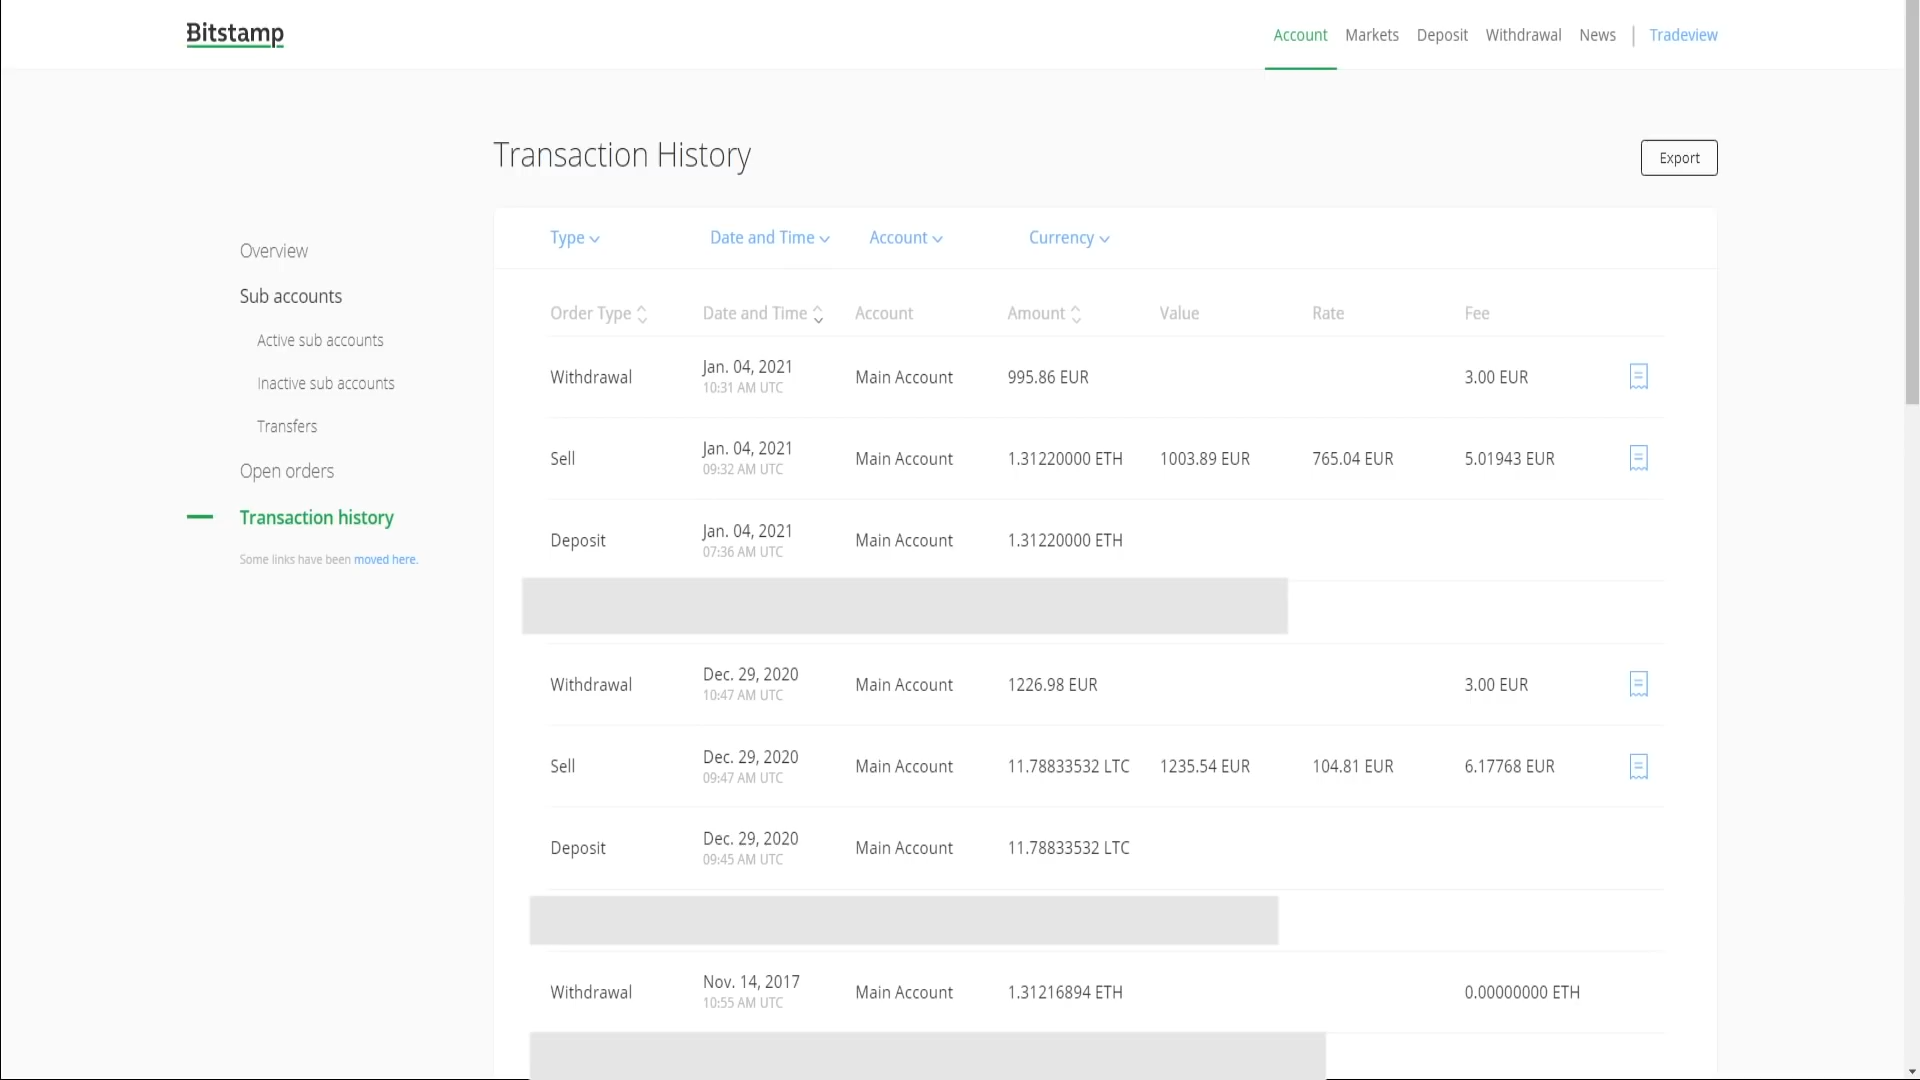 Bitstamp
Account Markets Deposit Withdrawal News | Tradeview
Transaction History
Export
Overview
Sub accounts
Active sub accounts
Inactive sub accounts
Transfers
Open orders
Transaction history
Some links have been moved here.
Type Date and Time Account Currency
Order Type Date and Time Account Amount Value Rate Fee
Withdrawal Jan. 04, 2021 Main Account 995.86 EUR 3.00 EUR
10:31 AM UTC
Sell Jan. 04, 2021 Main Account 1.31220000 ETH 1003.89 EUR 765.04 EUR 5.01943 EUR
09:32 AM UTC
Deposit Jan. 04, 2021 Main Account 1.31220000 ETH
07:36 AM UTC
Withdrawal Dec. 29, 2020 Main Account 1226.98 EUR 3.00 EUR
10:47 AM UTC
Sell Dec. 29, 2020 Main Account 11.78833532 LTC 1235.54 EUR 104.81 EUR 6.17768 EUR
09:47 AM UTC
Deposit Dec. 29, 2020 Main Account 11.78833532 LTC
09:45 AM UTC
Withdrawal Nov. 14, 2017 Main Account 1.31216894 ETH 0.00000000 ETH
10:55 AM UTC